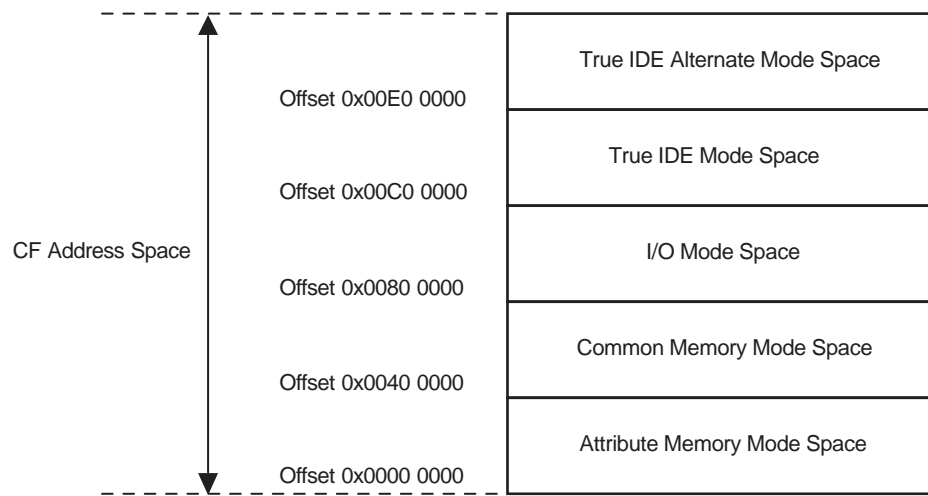 True IDE Alternate Mode Space
Offset 0x00E0 0000
True IDE Mode Space
Offset 0x00C0 0000
CF Address Space
I/O Mode Space
Offset 0x0080 0000
Common Memory Mode Space
Offset 0x0040 0000
Attribute Memory Mode Space
Offset 0x0000 0000